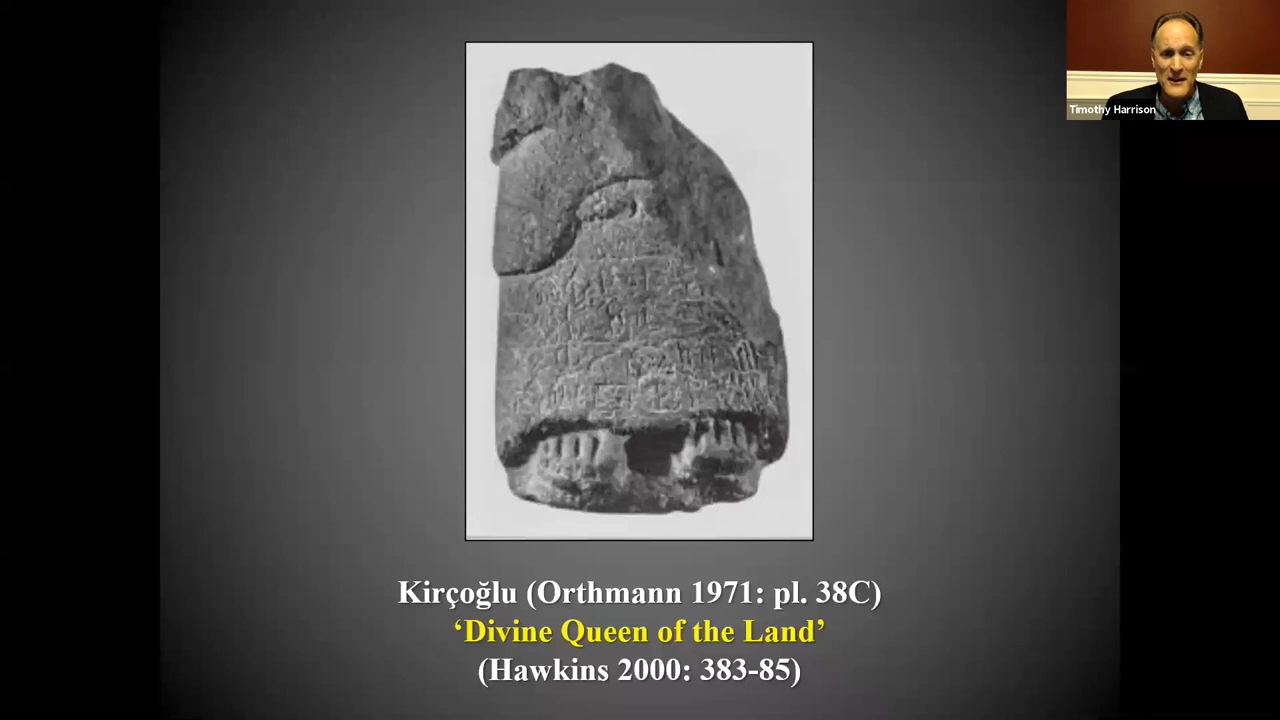 Timothy Harrison
Kirçoğlu (Orthmann 1971: pl. 38C)
‘Divine Queen of the Land’
(Hawkins 2000: 383-85)